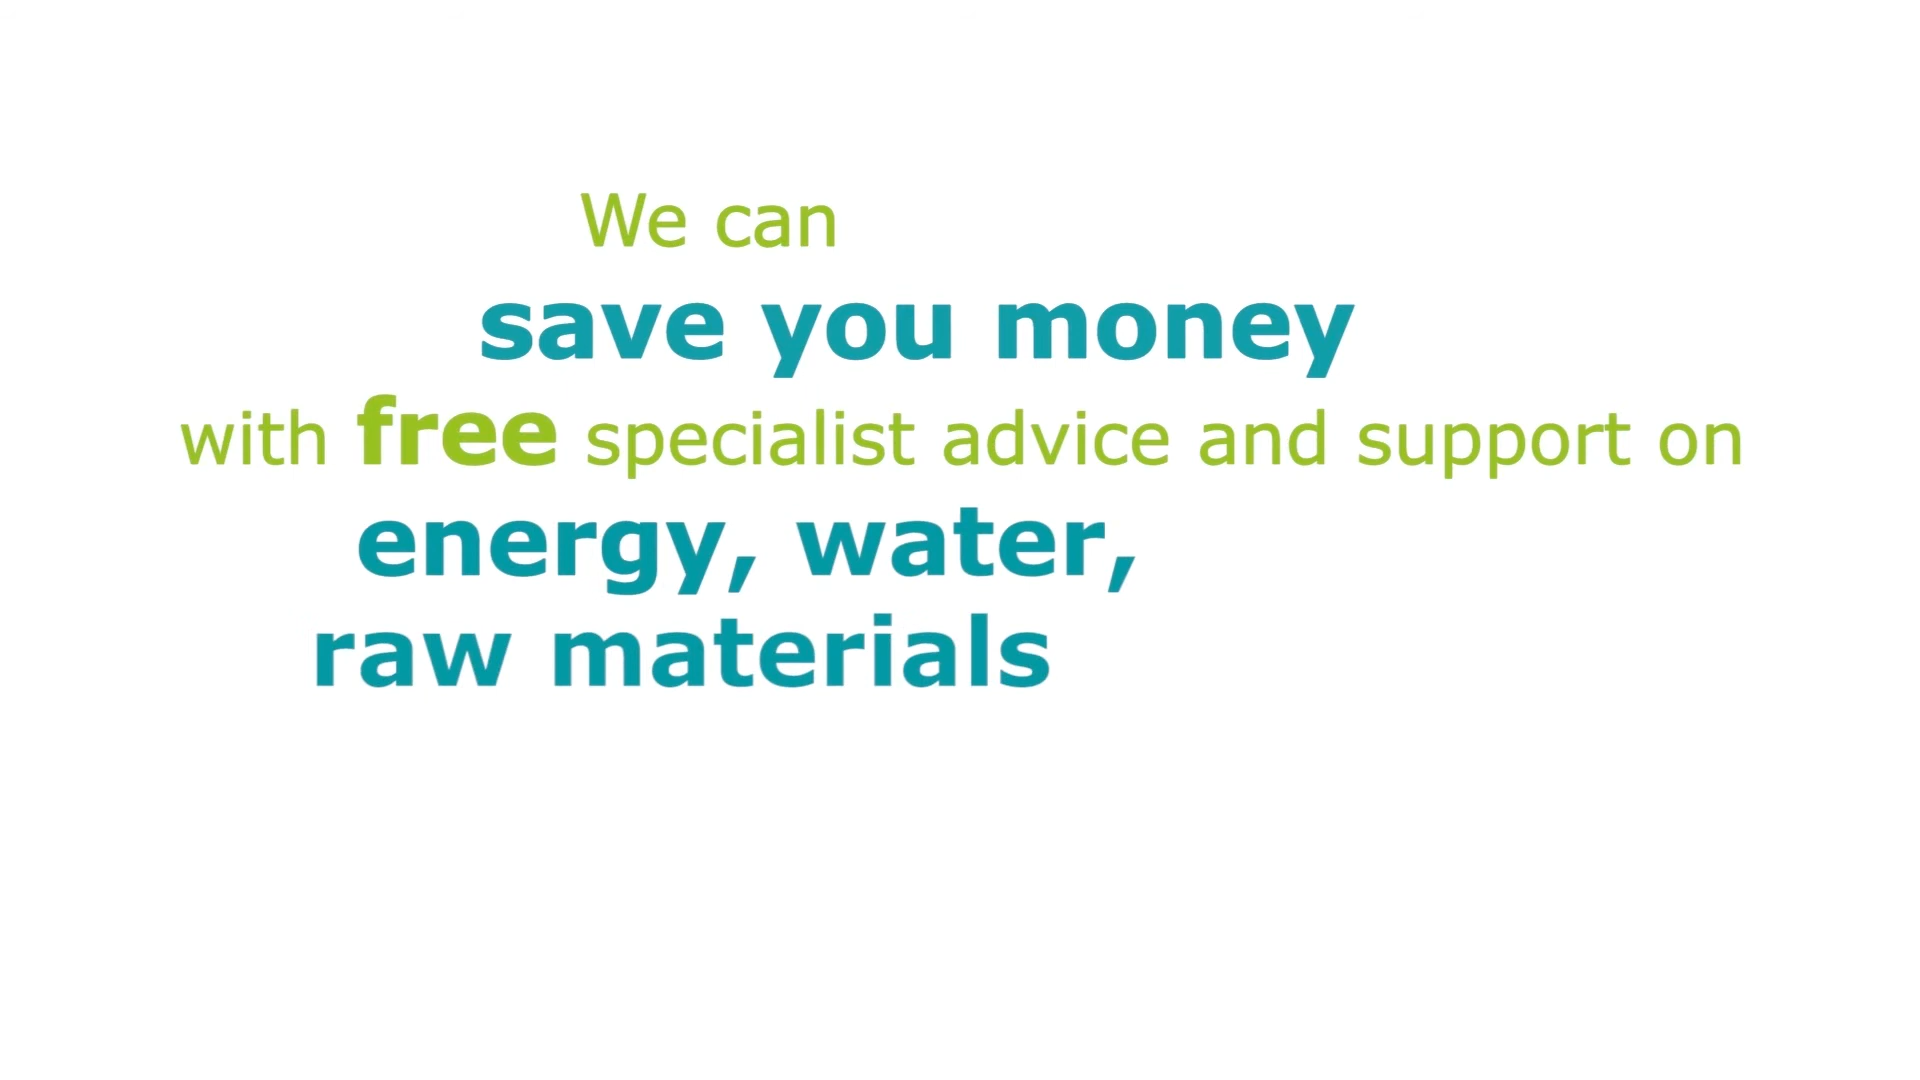 We can
save you money
with free specialist advice and support on
energy, water,
raw materials